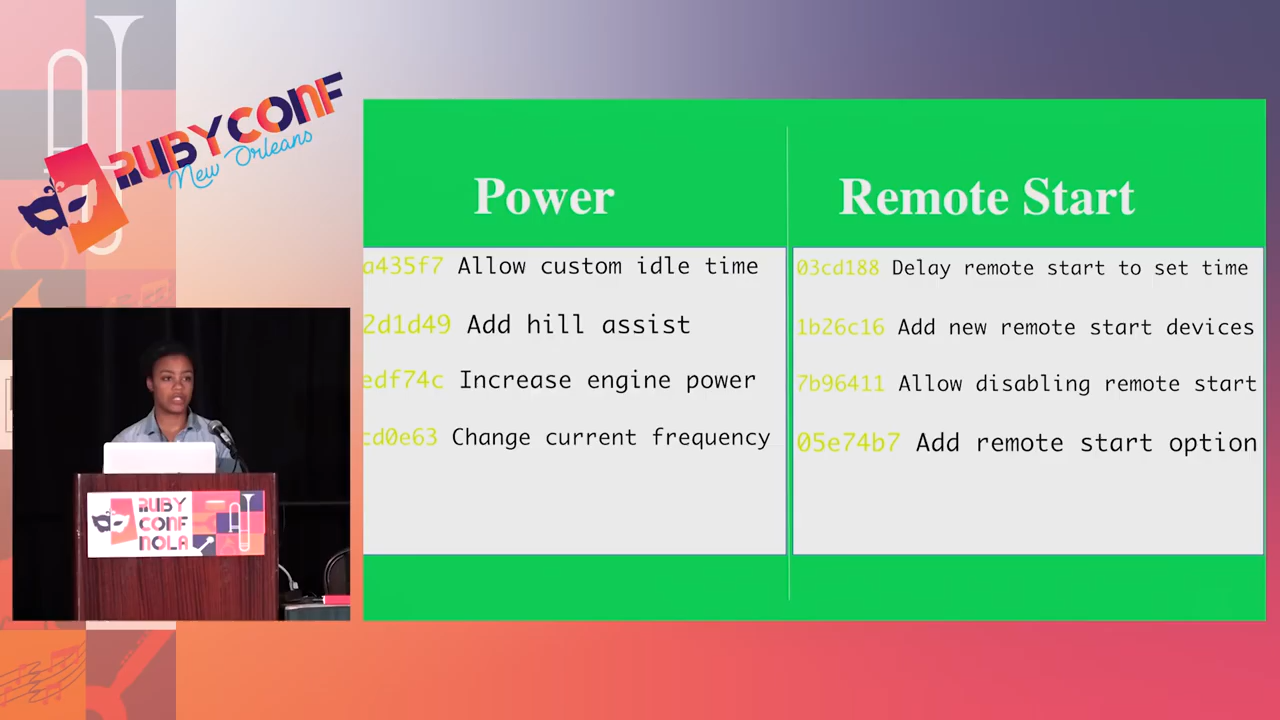 RUBYCONF
New Orleans
Power
a435f7 Allow custom idle time
2d1d49 Add hill assist
edf74c Increase engine power
cd0e63 Change current frequency
Remote Start
03cd188 Delay remote start to set time
1b26c16 Add new remote start devices
7b96411 Allow disabling remote start
05e74b7 Add remote start option
RUBY
CONF
NOLA